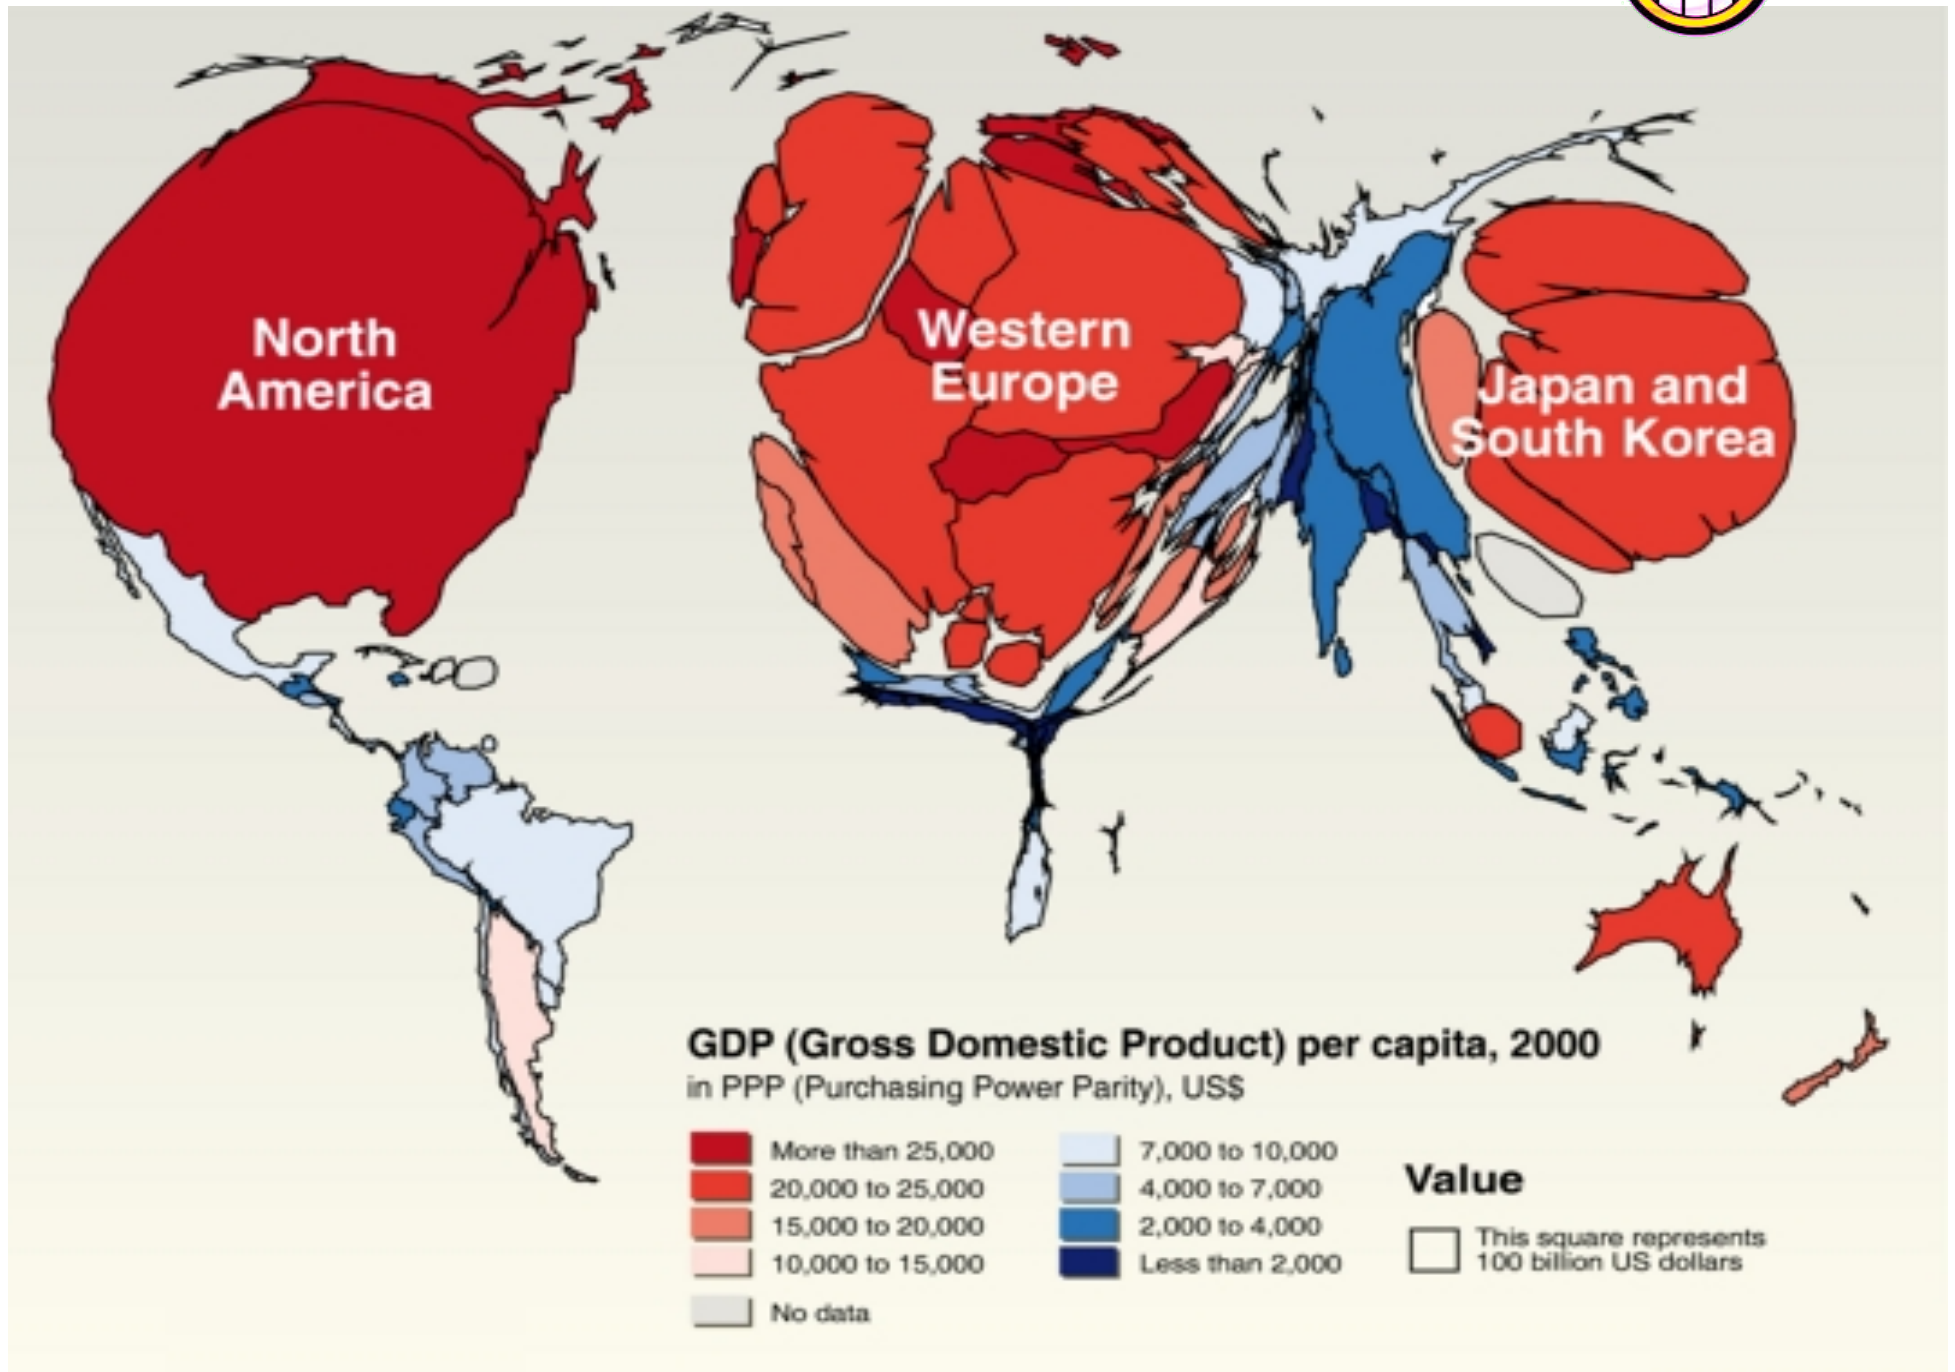 North
America
Western
Europe
Japan and
South Korea
GDP (Gross Domestic Product) per capita, 2000
in PPP (Purchasing Power Parity), US$
More than 25,000
20,000 to 25,000
15,000 to 20,000
10,000 to 15,000
No data
7,000 to 10,000
4,000 to 7,000
2,000 to 4,000
Less than 2,000
Value
This square represents
100 billion US dollars